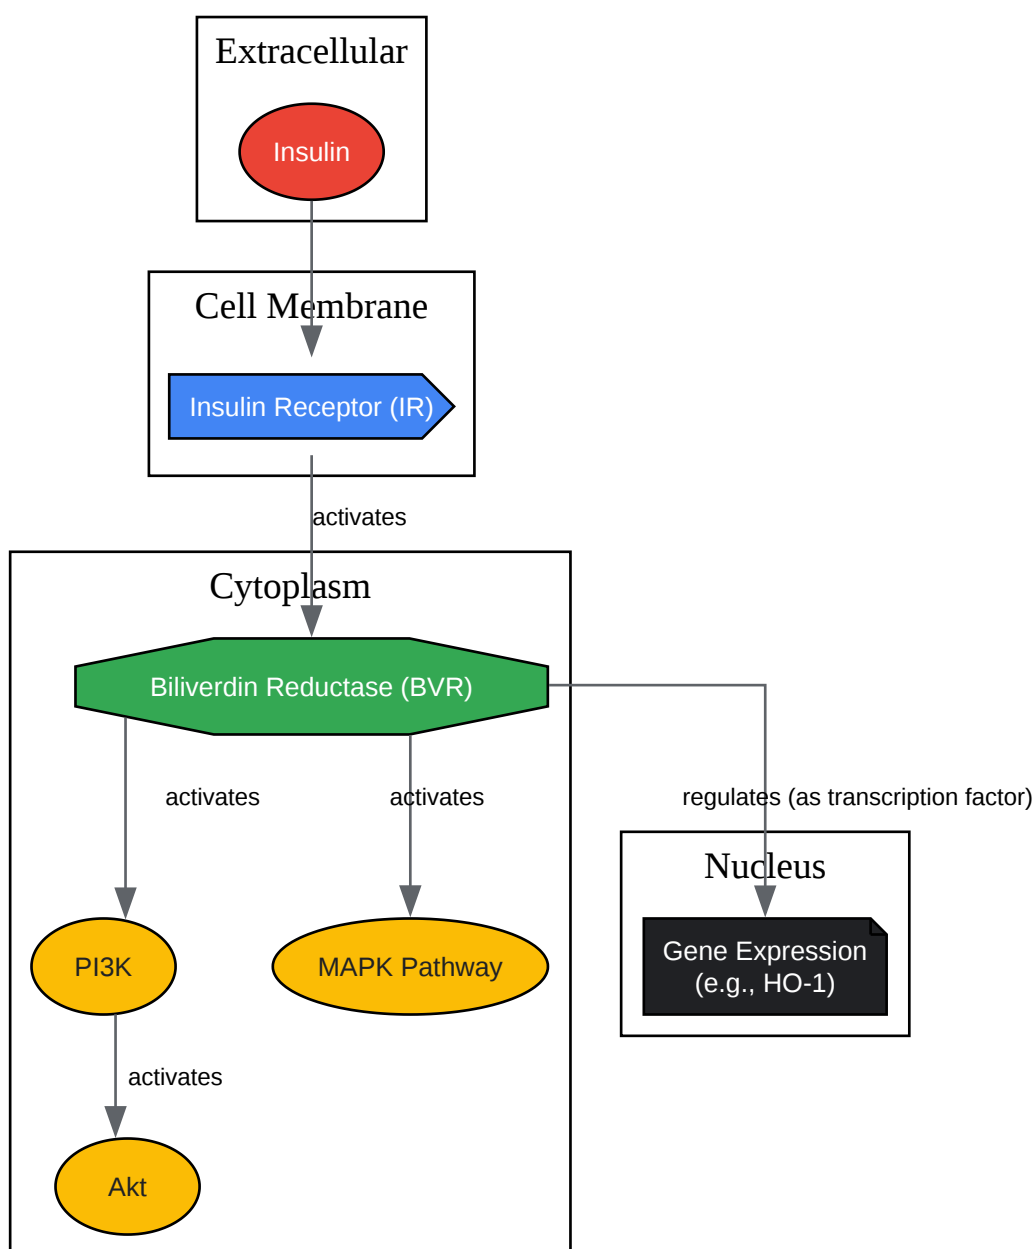 Extracellular
Insulin
Cell Membrane
Insulin Receptor (IR)
activates
Cytoplasm
Biliverdin Reductase (BVR)
activates
activates
regulates (as transcription factor)
Nucleus
Gene Expression
(e.g., HO-1)
PI3K
MAPK Pathway
activates
Akt